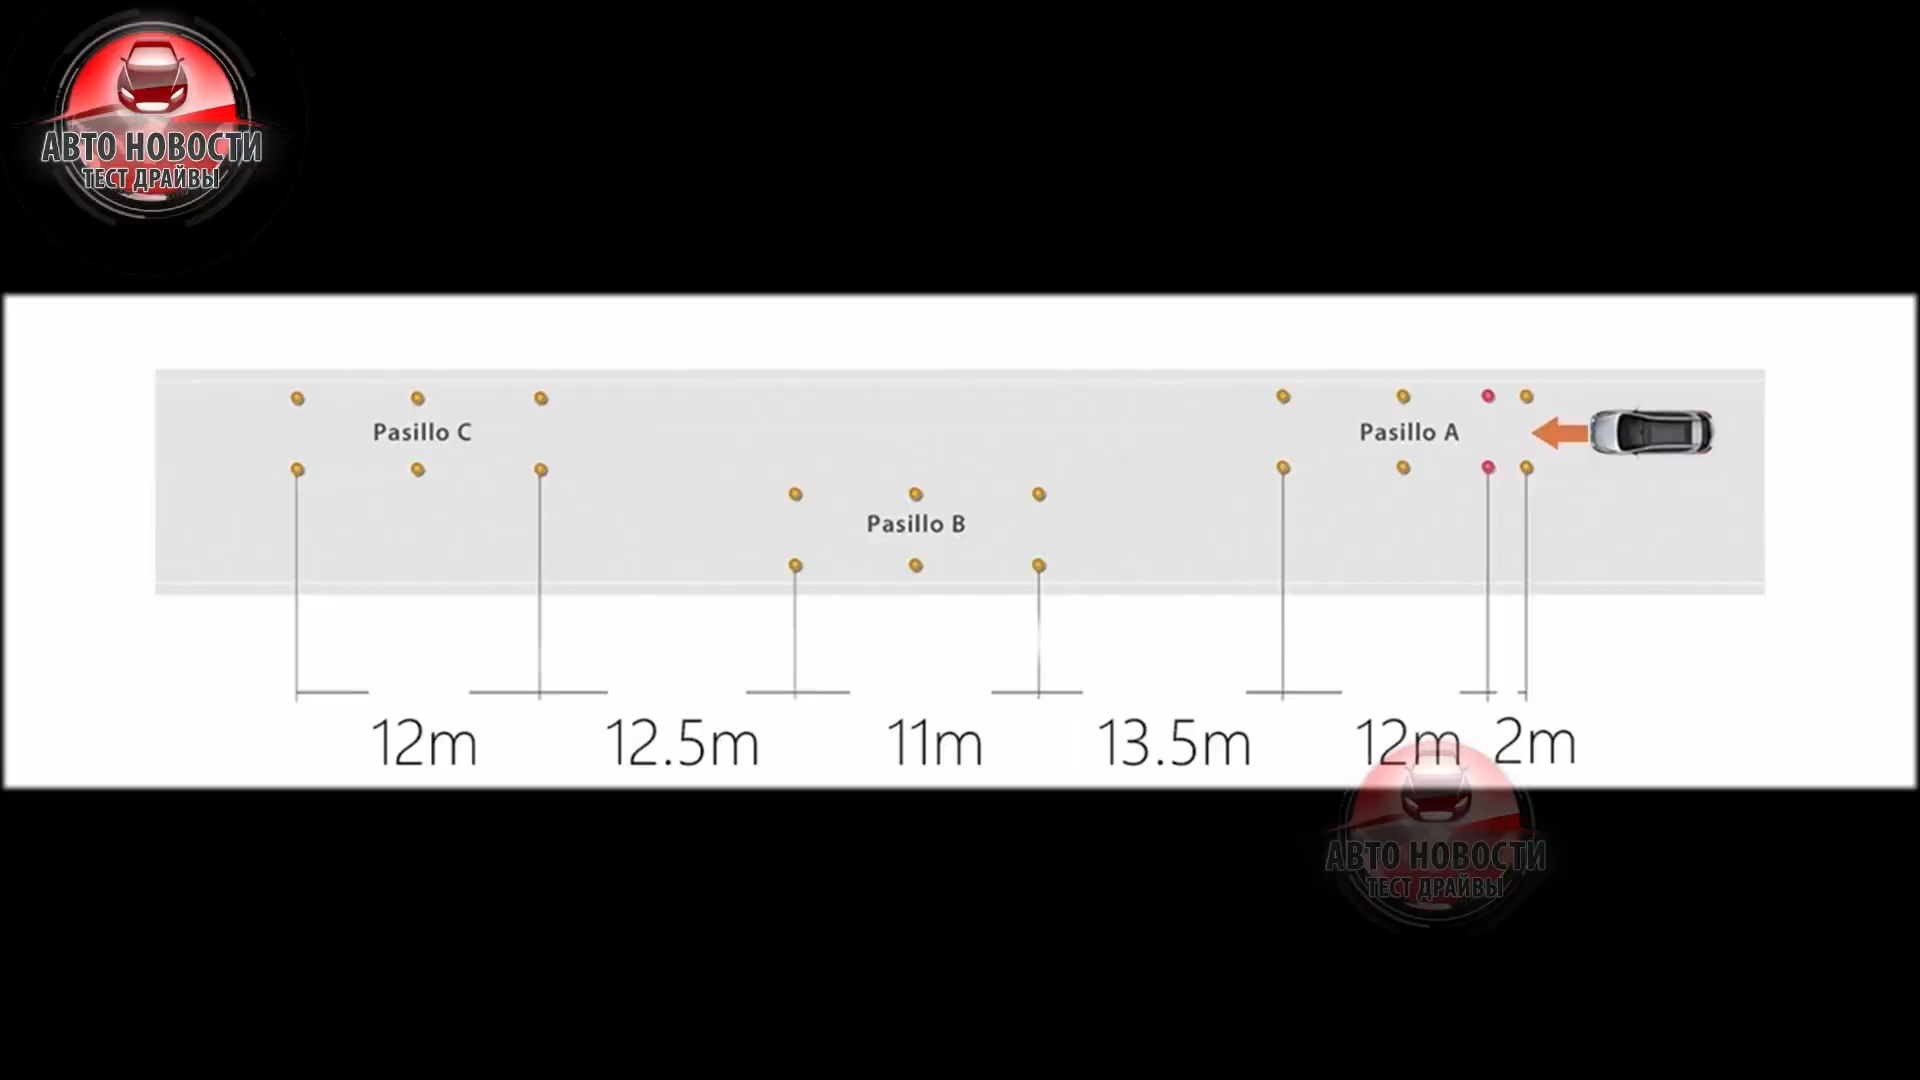 АВТО НОВОСТИ
ТЕСТ ДРАЙВЫ
Pasillo C
Pasillo A
Pasillo B
12m
12.5m
11m
13.5m
12m
2m
АВТО НОВОСТИ
ТЕСТ ДРАЙВЫ